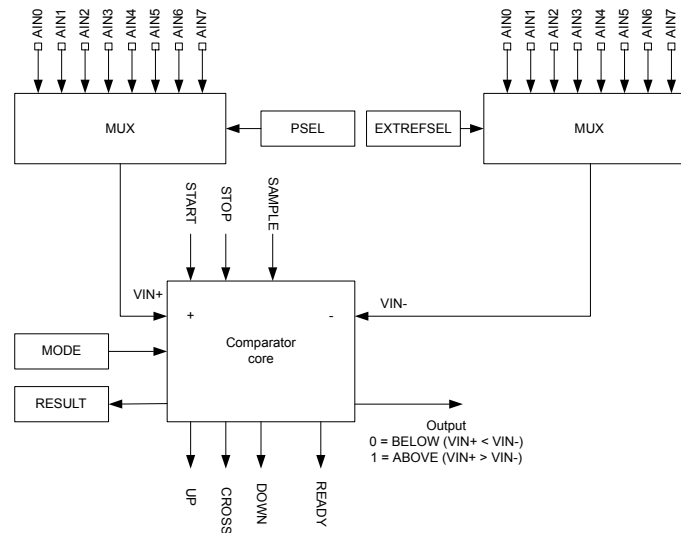 AIN0
AIN1
AIN2
AIN3
AIN4
AIN5
AIN6
AIN7
AIN0
AIN1
AIN2
AIN3
AIN4
AIN5
AIN6
AIN7
MUX
PSEL
EXTREFSEL
MUX
START
STOP
SAMPLE
VIN+
VIN-
+
-
Comparator
core
MODE
RESULT
Output
0 = BELOW (VIN+ < VIN-)
1 = ABOVE (VIN+ > VIN-)
UP
CROSS
DOWN
READY